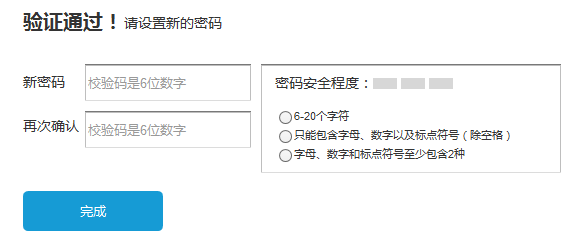 验证通过！请设置新的密码
新密码
校验码是6位数字
再次确认
校验码是6位数字
密码安全程度：
6-20个字符
只能包含字母、数字以及标点符号（除空格）
字母、数字和标点符号至少包含2种
完成